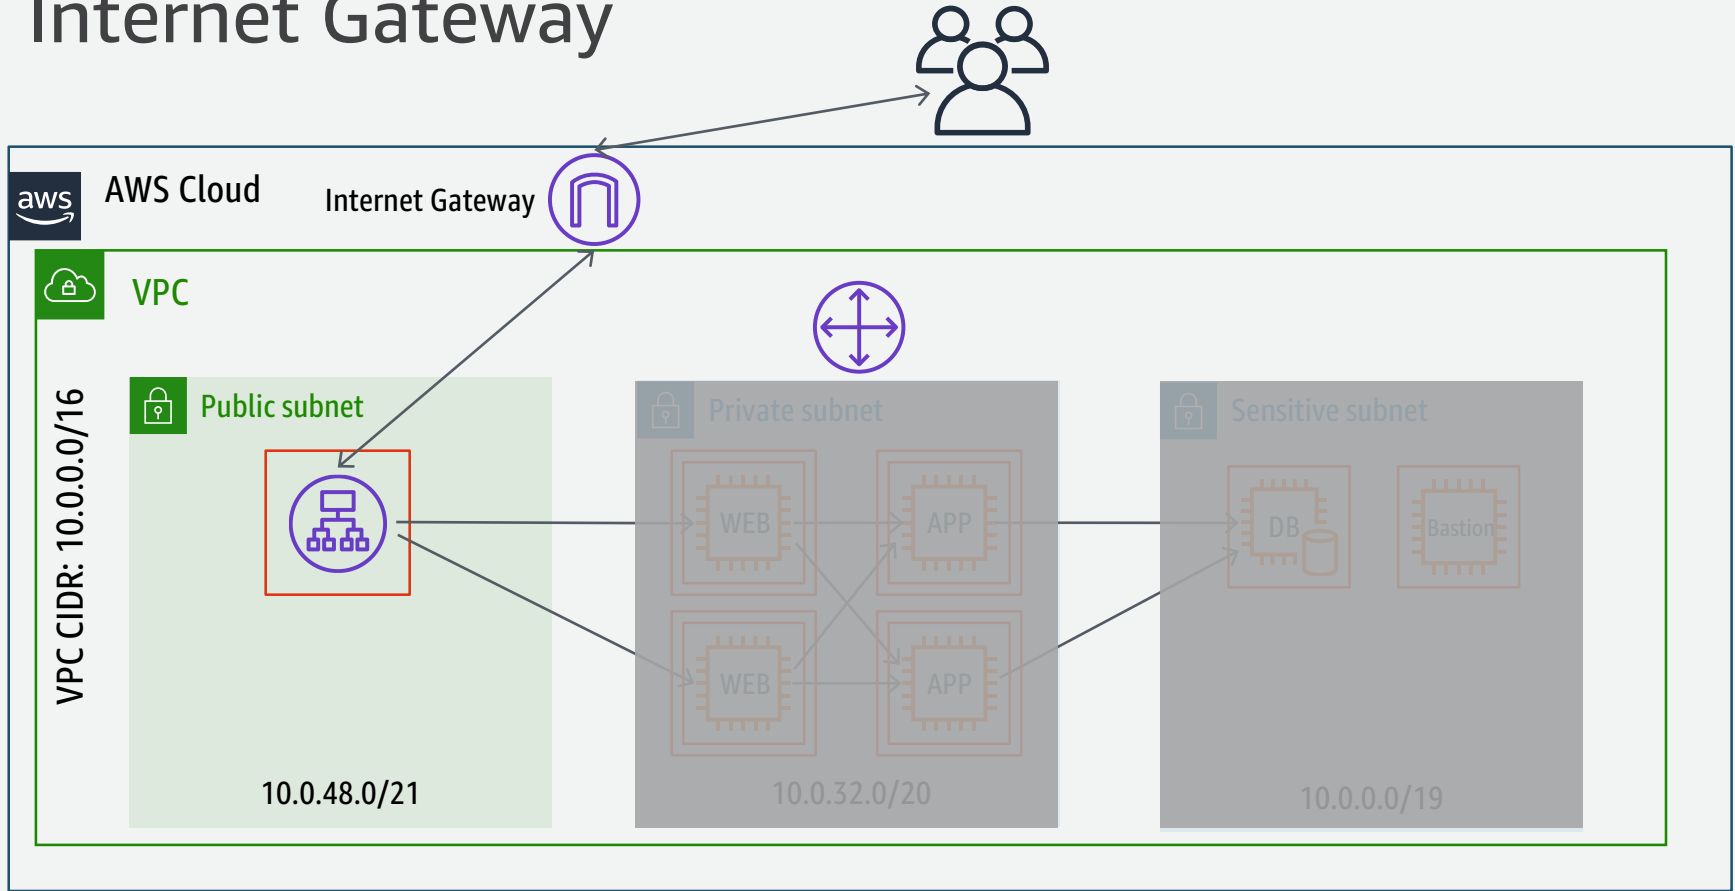 Internet Gateway
aws
AWS Cloud
Internet Gateway
VPC
VPC CIDR: 10.0.0.0/16
Public subnet
Private subnet
Sensitive subnet
WEB
APP
DB
Bastion
WEB
APP
10.0.48.0/21
10.0.32.0/20
10.0.0.0/19